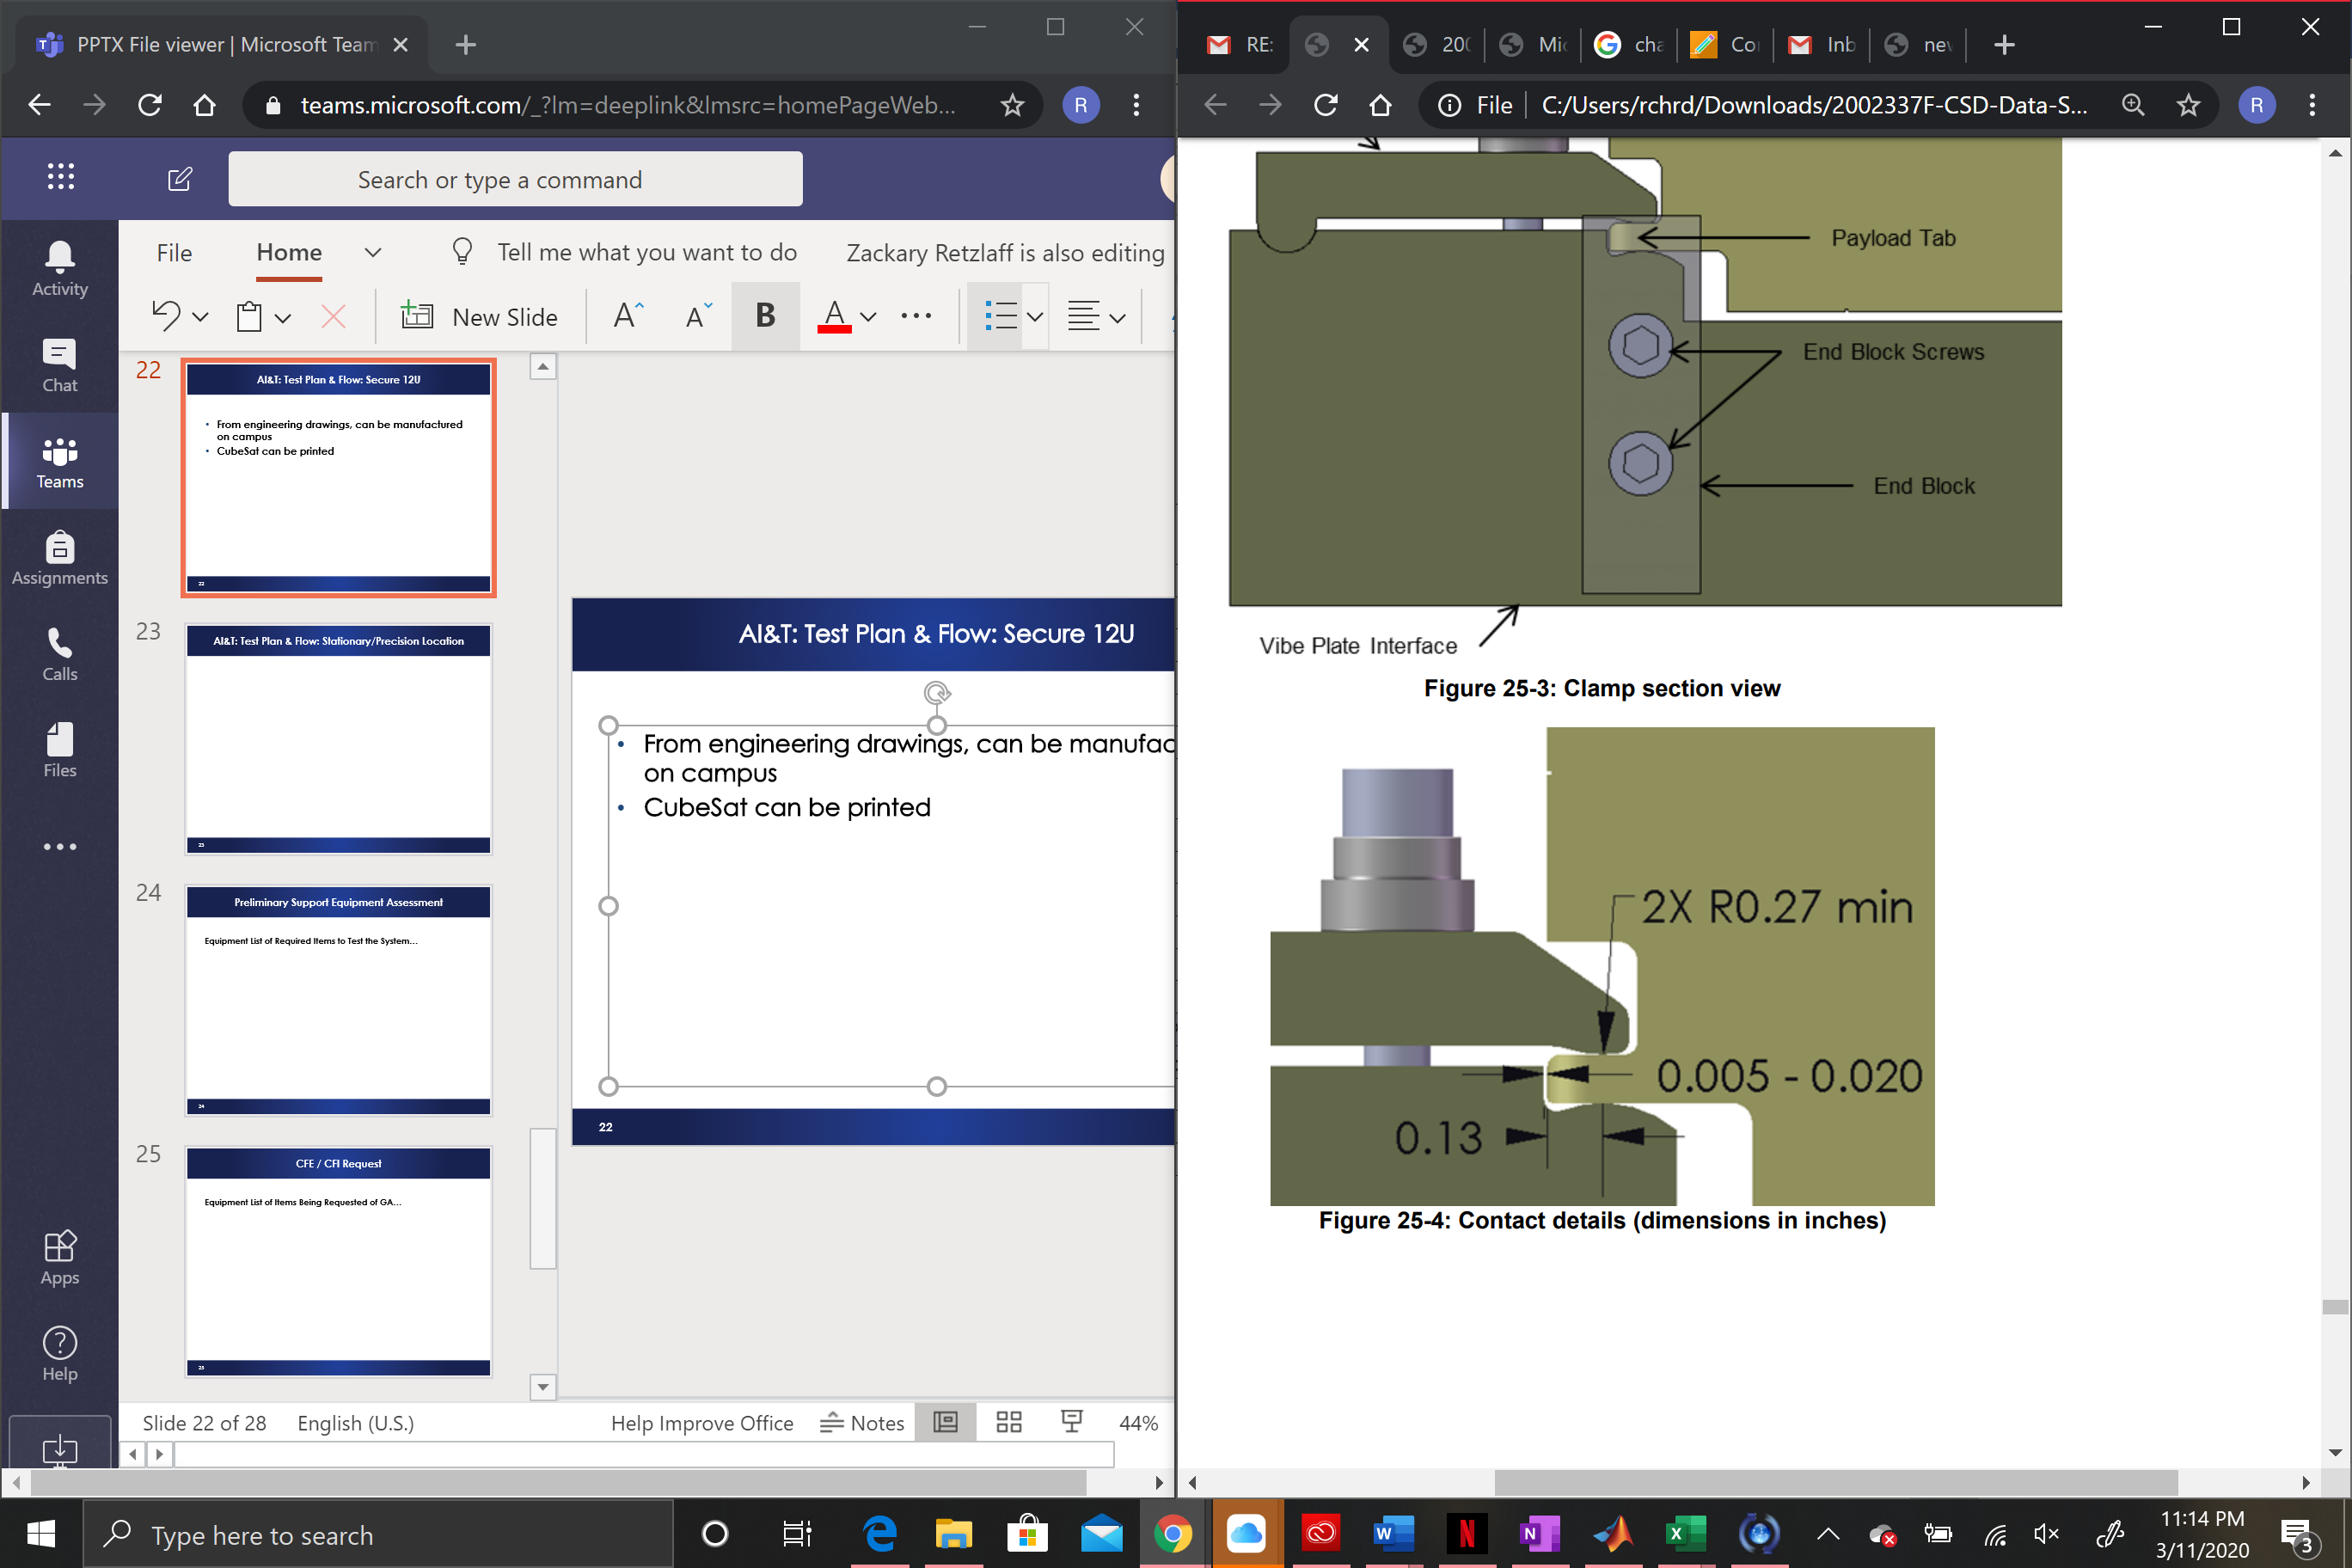 PPTX File viewer | Microsoft Team
teams.microsoft.com/_?lm=deeplink&lmsrc=homePageWeb...
R
Search or type a command
Activity
Chat
Teams
Assignments
Calls
Files
Apps
Help
File
Home
Tell me what you want to do
Zackary Retzlaff is also editing
New Slide
A
A
B
A
22
AI&T: Test Plan & Flow: Secure 12U
• From engineering drawings, can be manufactured
on campus
• CubeSat can be printed
22
23
AI&T: Test Plan & Flow: Stationary/Precision Location
23
24
Preliminary Support Equipment Assessment
Equipment List of Required Items to Test the System...
24
25
CFE / CFI Request
Equipment List of Items Being Requested of GA...
25
AI&T: Test Plan & Flow: Secure 12U
• From engineering drawings, can be manufac
on campus
• CubeSat can be printed
22
Slide 22 of 28
English (U.S.)
Help Improve Office
Notes
44%
RE:
Mic
G
cha
Co
Inb
nev
File
C:/Users/rchrd/Downloads/2002337F-CSD-Data-S...
R
Payload Tab
End Block Screws
End Block
Vibe Plate Interface
Figure 25-3: Clamp section view
2X R0.27 min
0.005 - 0.020
0.13
Figure 25-4: Contact details (dimensions in inches)
Type here to search
W
N
N
X
11:14 PM
3/11/2020
3